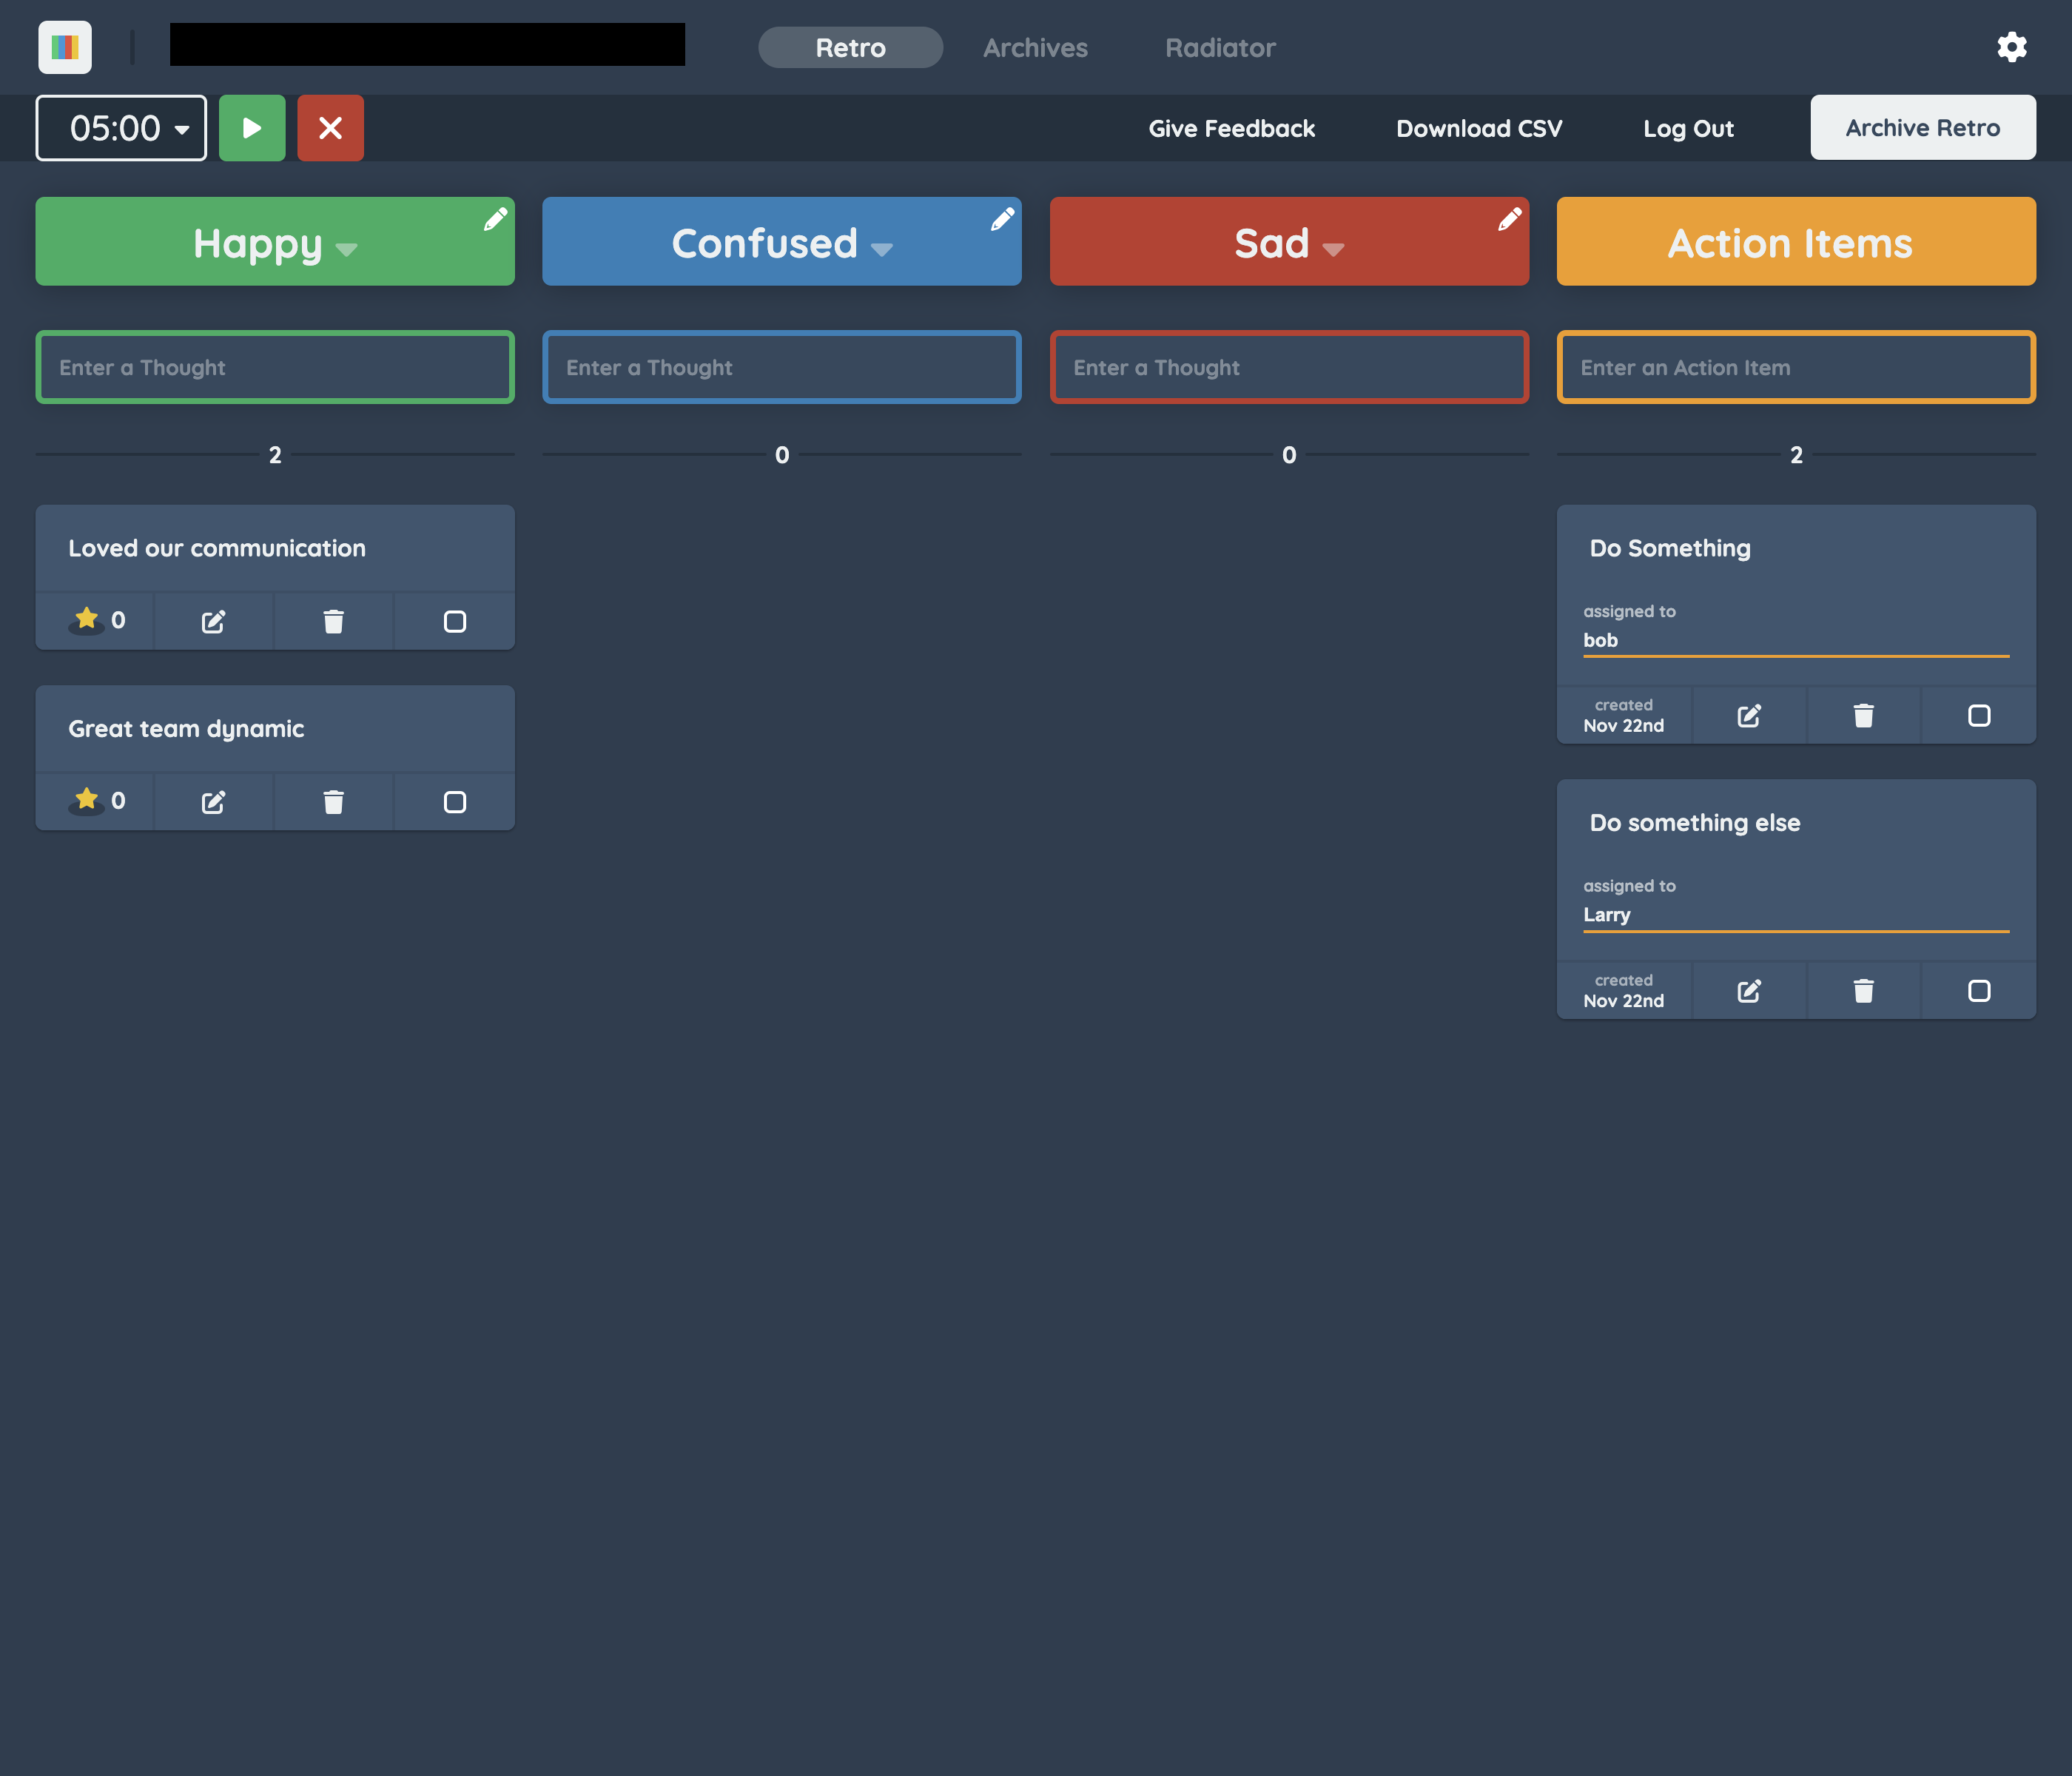 Retro Archives Radiator
05:00 Give Feedback Download CSV Log Out Archive Retro
Happy Confused Sad Action Items
Enter a Thought Enter a Thought Enter a Thought Enter an Action Item
2 0 0 2
Loved our communication
0
Great team dynamic
0
Do Something
assigned to
bob
created
Nov 22nd
Do something else
assigned to
Larry
created
Nov 22nd